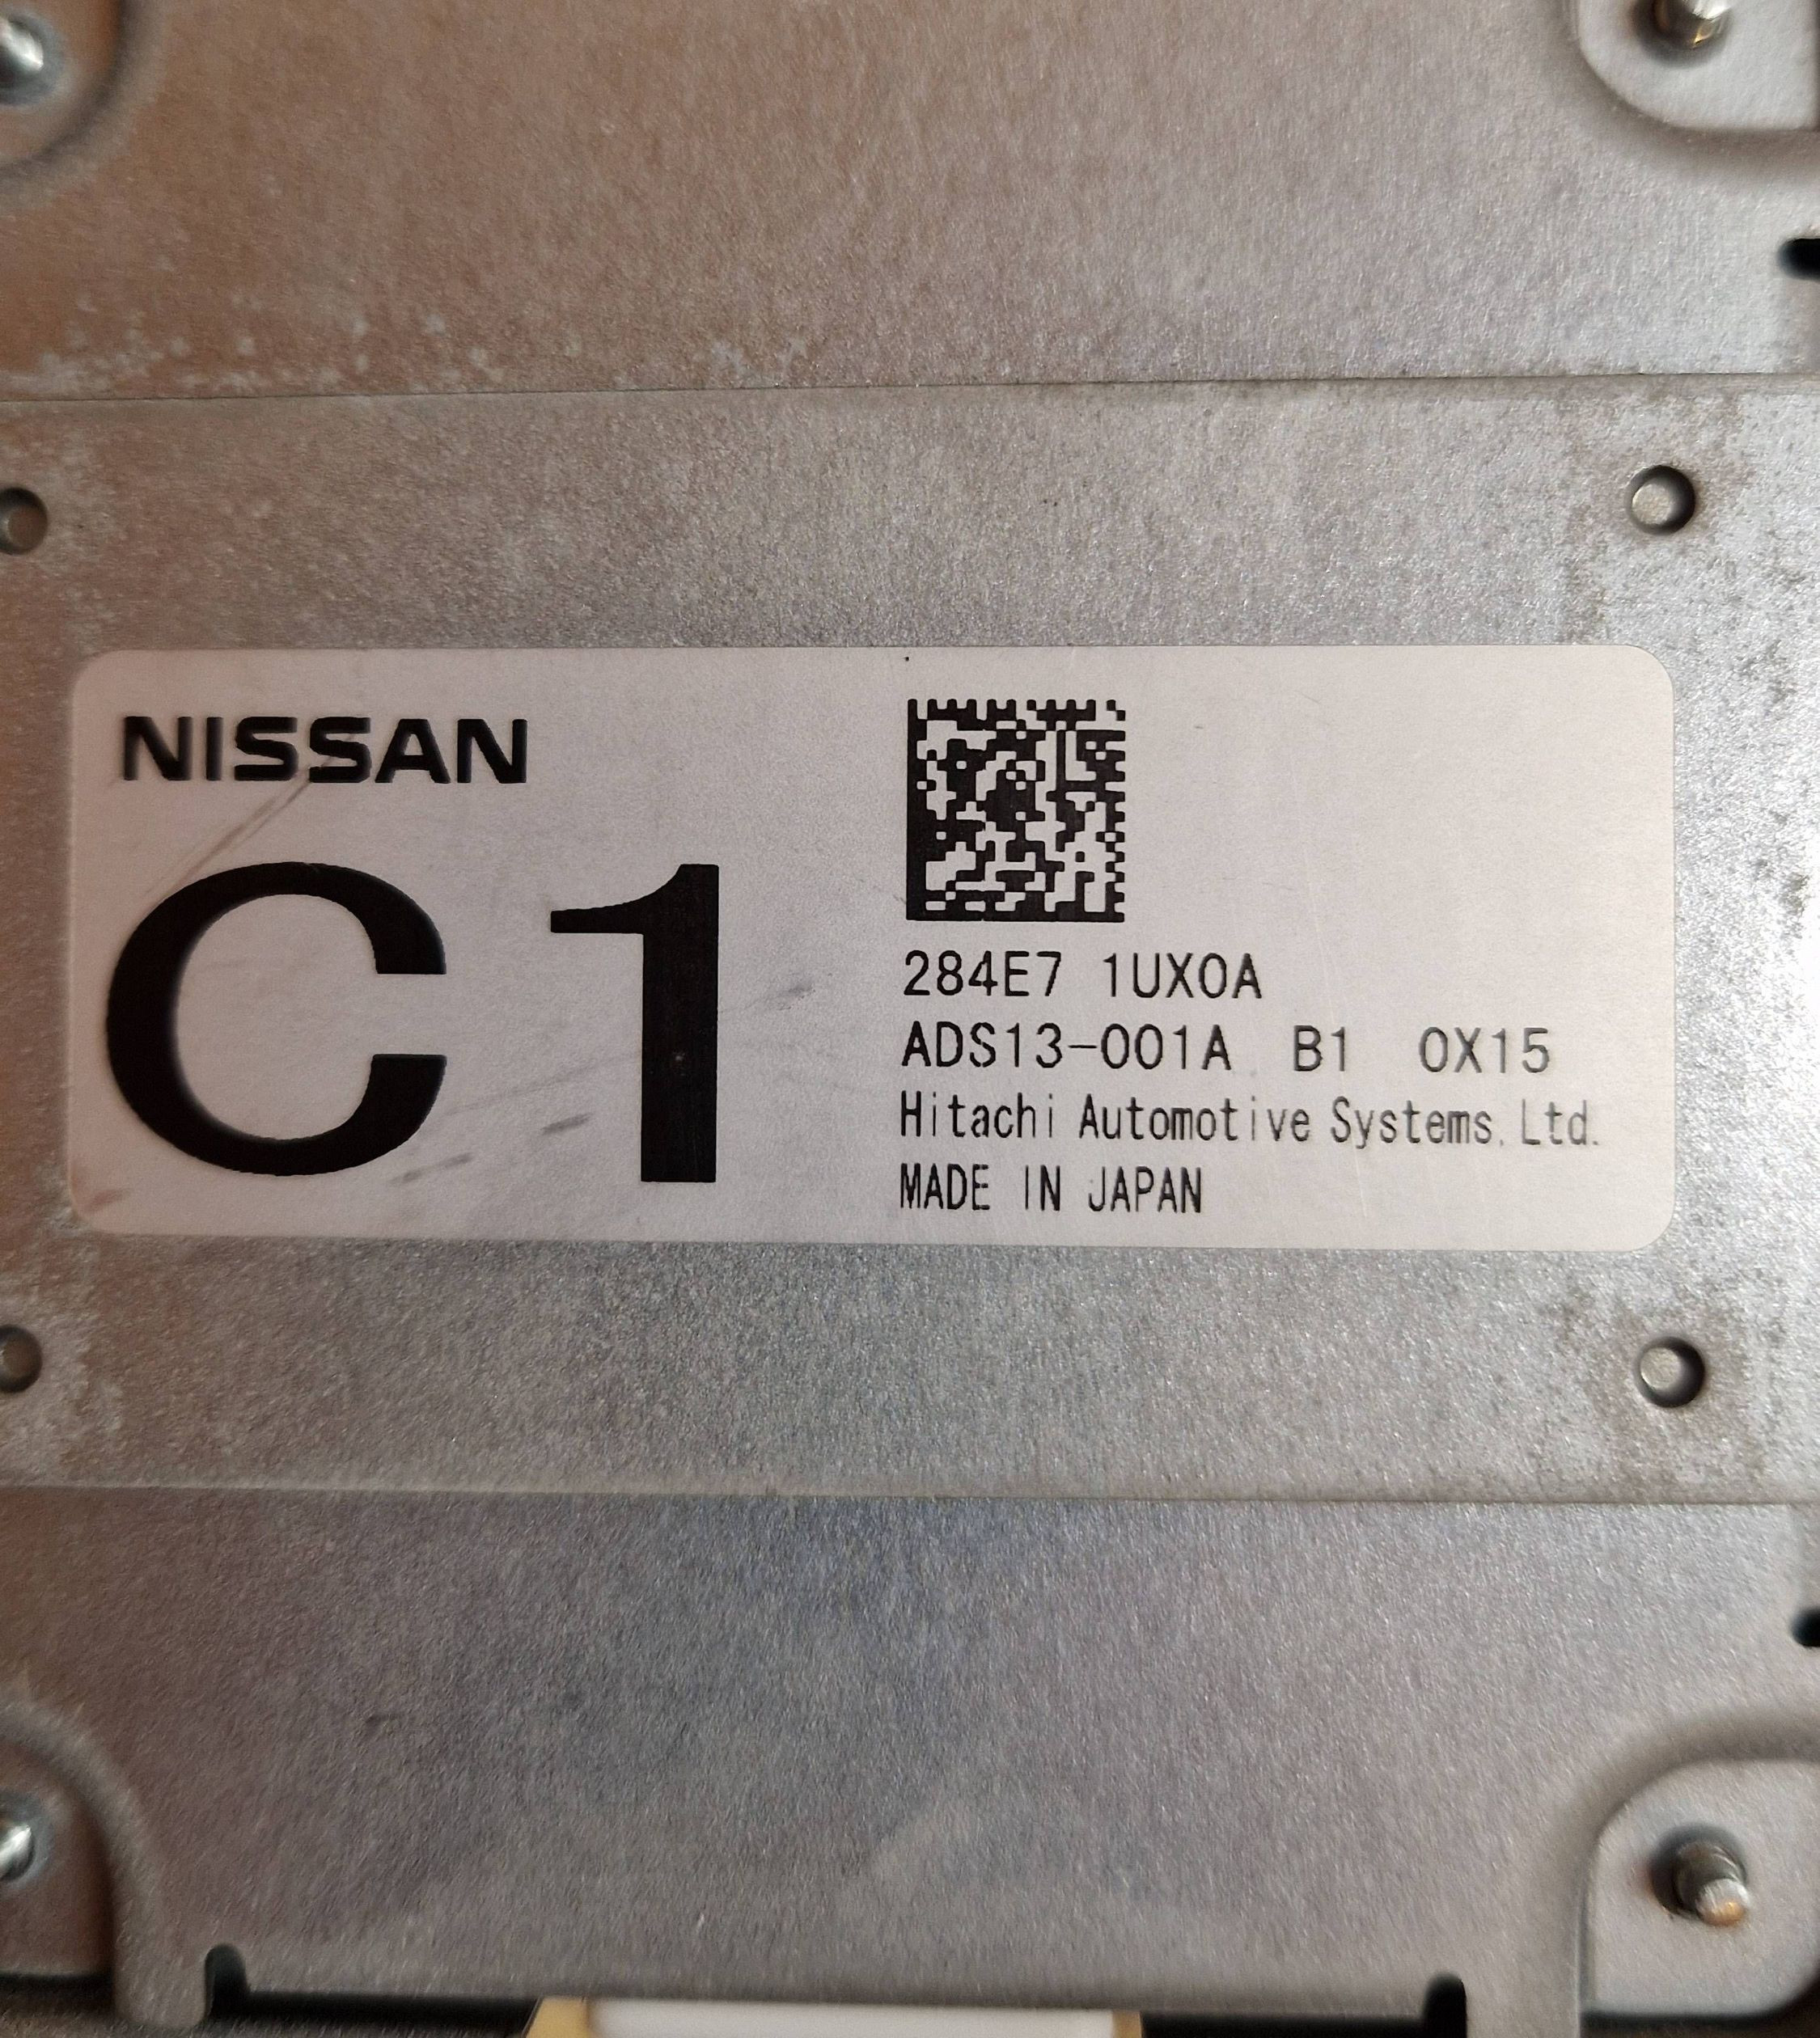 NISSAN
C1
284E7 1UX0A
ADS13-001A B1 0X15
Hitachi Automotive Systems, Ltd.
MADE IN JAPAN